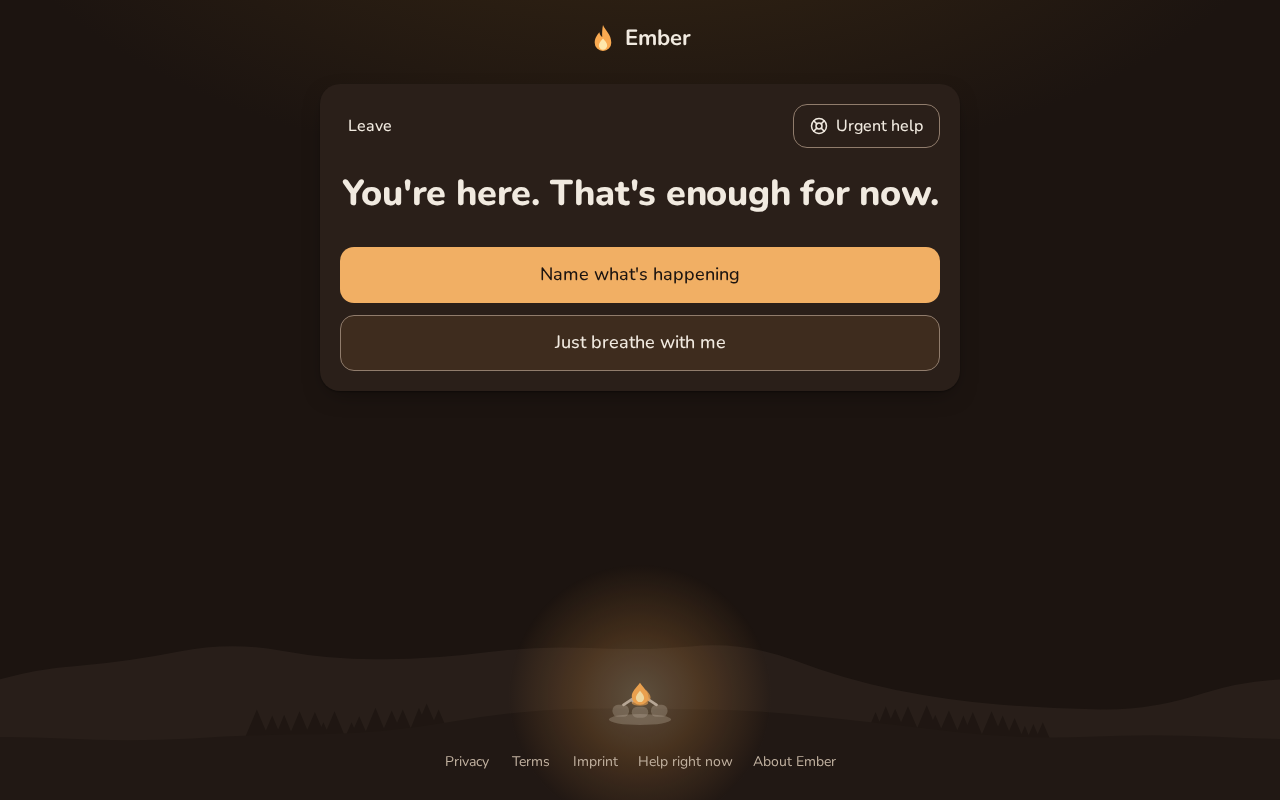 Ember
Leave
Urgent help
You're here. That's enough for now.
Name what's happening
Just breathe with me
Privacy Terms Imprint Help right now About Ember